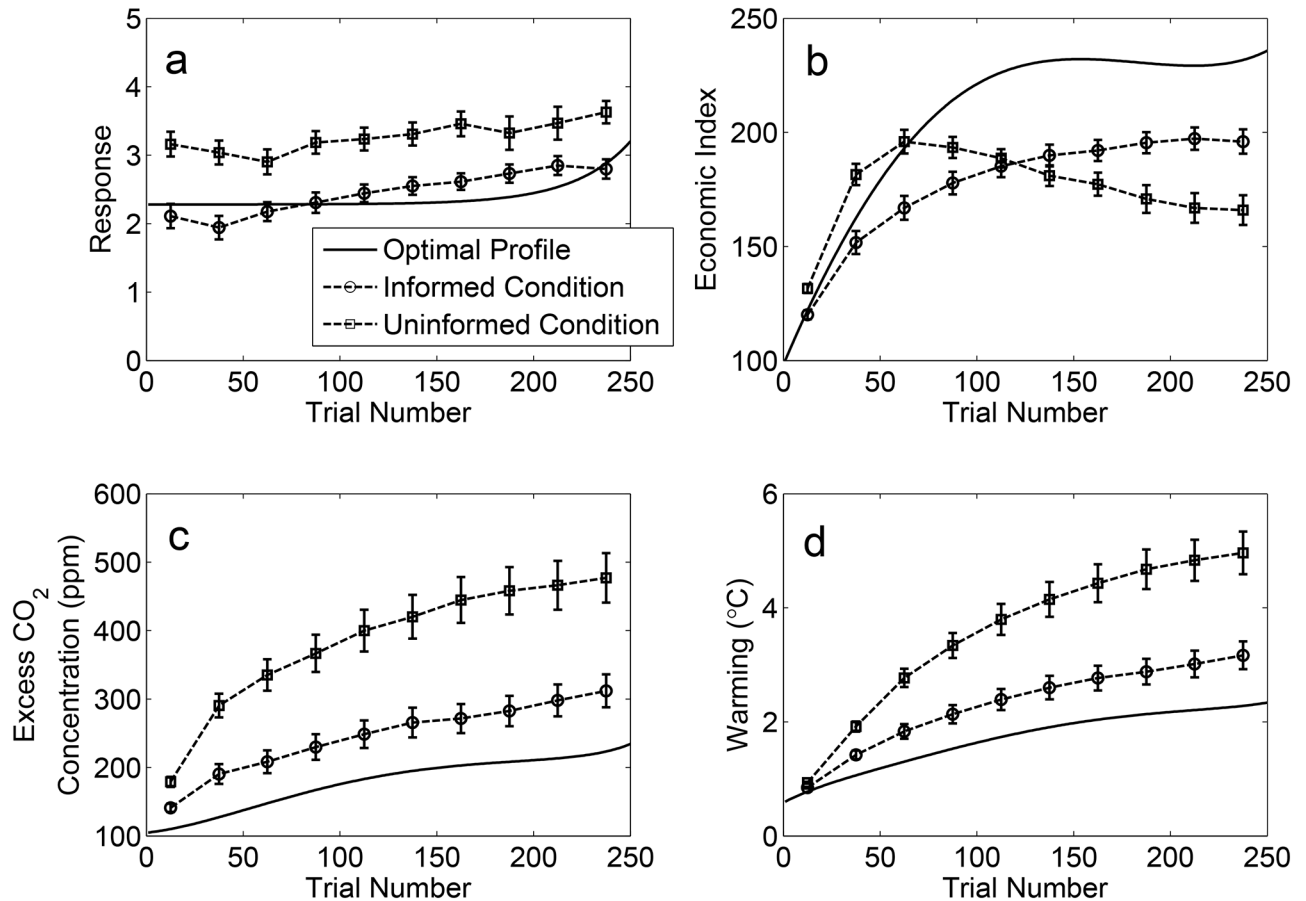 a
5
4
3
2
1
0
Response
0 50 100 150 200 250
Trial Number
Optimal Profile
Informed Condition
Uninformed Condition
b
250
200
150
100
Economic Index
0 50 100 150 200 250
Trial Number
c
600
500
400
300
200
100
Excess CO2
Concentration (ppm)
0 50 100 150 200 250
Trial Number
d
6
4
2
0
Warming (°C)
0 50 100 150 200 250
Trial Number